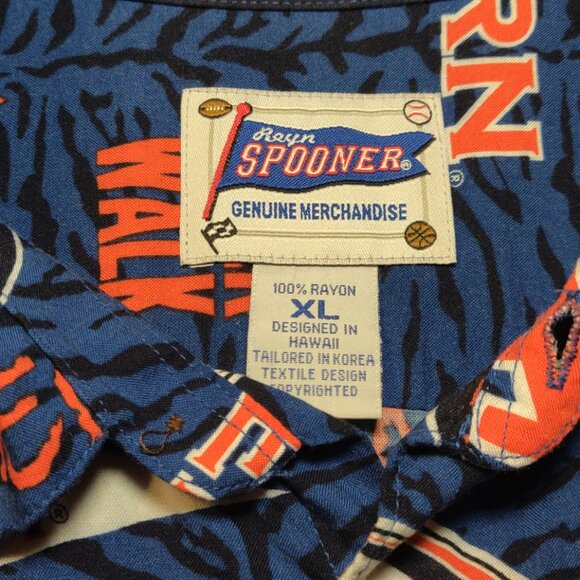 RN®
WALK
Reyn
SPOONER®
GENUINE MERCHANDISE
100% RAYON
XL
DESIGNED IN
HAWAII
TAILORED IN KOREA
TEXTILE DESIGN
COPYRIGHTED
®